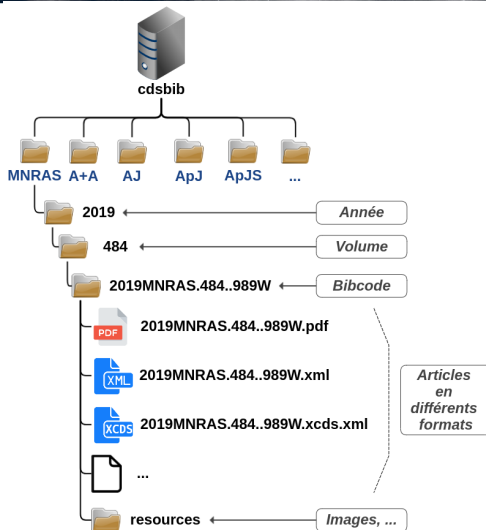 cdsbib
MNRAS A+A AJ ApJ ApJS ...
2019 Année
484 Volume
2019MNRAS.484..989W Bibcode
PDF 2019MNRAS.484..989W.pdf
XML 2019MNRAS.484..989W.xml
XCDS 2019MNRAS.484..989W.xcds.xml
Articles
en
différents
formats
...
resources Images, ...